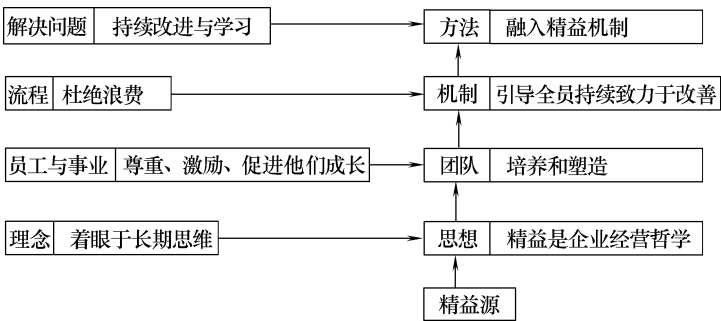 解决问题 持续改进与学习 方法 融入精益机制
流程 杜绝浪费 机制 引导全员持续致力于改善
员工与事业 尊重、激励、促进他们成长 团队 培养和塑造
理念 着眼于长期思维 思想 精益是企业经营哲学
精益源